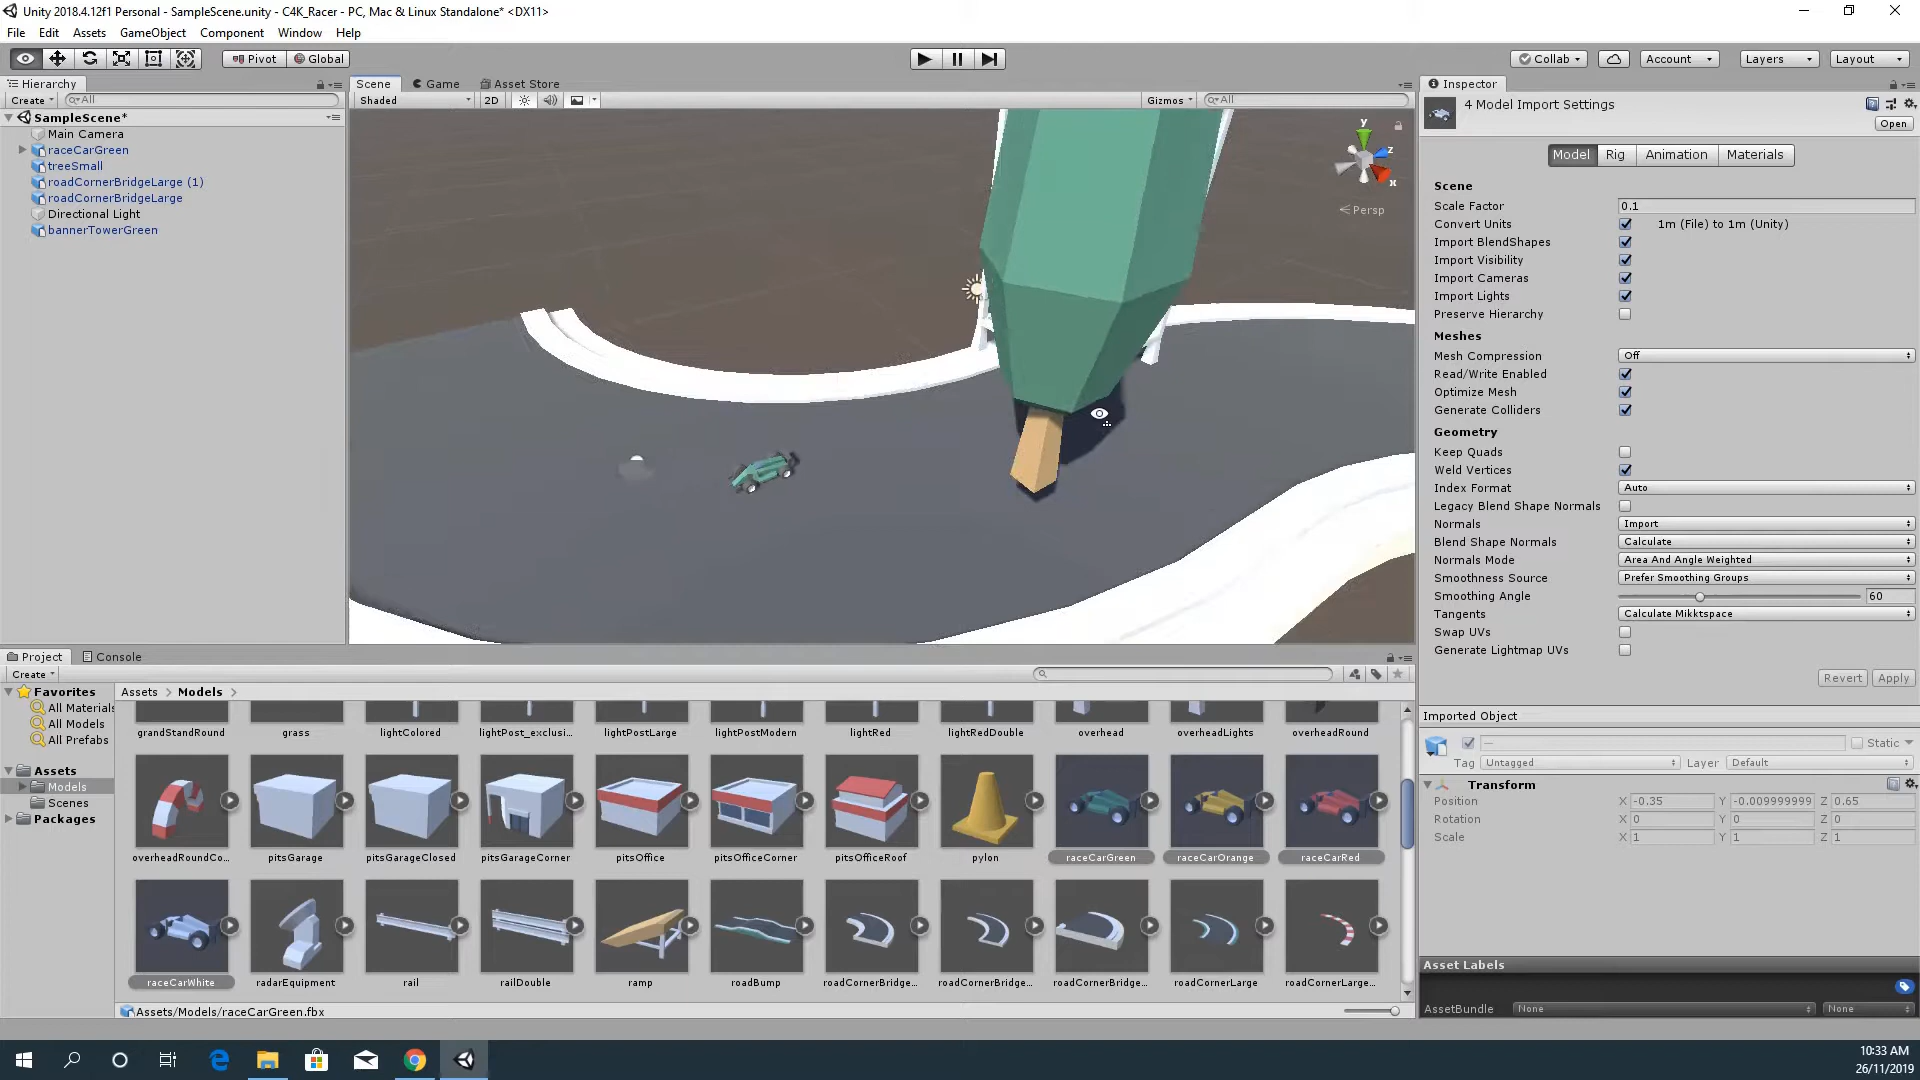 Unity 2018.4.12f1 Personal - SampleScene.unity - C4K_Racer - PC, Mac & Linux Standalone* <DX11>
File Edit Assets GameObject Component Window Help
Pivot Global Collab Account Layers Layout
Hierarchy
Create All
SampleScene*
Main Camera
raceCarGreen
treeSmall
roadCornerBridgeLarge (1)
roadCornerBridgeLarge
Directional Light
bannerTowerGreen
Scene Game Asset Store
Shaded 2D Gizmos All
y
z
x
Persp
Inspector
4 Model Import Settings
Open
Model Rig Animation Materials
Scene
Scale Factor 0.1
Convert Units 1m (File) to 1m (Unity)
Import BlendShapes
Import Visibility
Import Cameras
Import Lights
Preserve Hierarchy
Meshes
Mesh Compression Off
Read/Write Enabled
Optimize Mesh
Generate Colliders
Geometry
Keep Quads
Weld Vertices
Index Format Auto
Legacy Blend Shape Normals
Normals Import
Blend Shape Normals Calculate
Normals Mode Area And Angle Weighted
Smoothness Source Prefer Smoothing Groups
Smoothing Angle 60
Tangents Calculate Mikktspace
Swap UVs
Generate Lightmap UVs
Revert Apply
Imported Object
—
Static
Tag Untagged Layer Default
Transform
Position X -0.35 Y -0.009999999 Z 0.65
Rotation X 0 Y 0 Z 0
Scale X 1 Y 1 Z 1
Asset Labels
AssetBundle None None
Project Console
Create
Favorites
All Materials
All Models
All Prefabs
Assets
Models
Scenes
Packages
Assets > Models >
grandStandRound grass lightColored lightPost_exclusi... lightPostLarge lightPostModern lightRed lightRedDouble overhead overheadLights overheadRound
overheadRoundCo... pitsGarage pitsGarageClosed pitsGarageCorner pitsOffice pitsOfficeCorner pitsOfficeRoof pylon raceCarGreen raceCarOrange raceCarRed
raceCarWhite radarEquipment rail railDouble ramp roadBump roadCornerBridge... roadCornerBridge... roadCornerBridge... roadCornerLarge roadCornerLarge...
Assets/Models/raceCarGreen.fbx
10:33 AM
26/11/2019